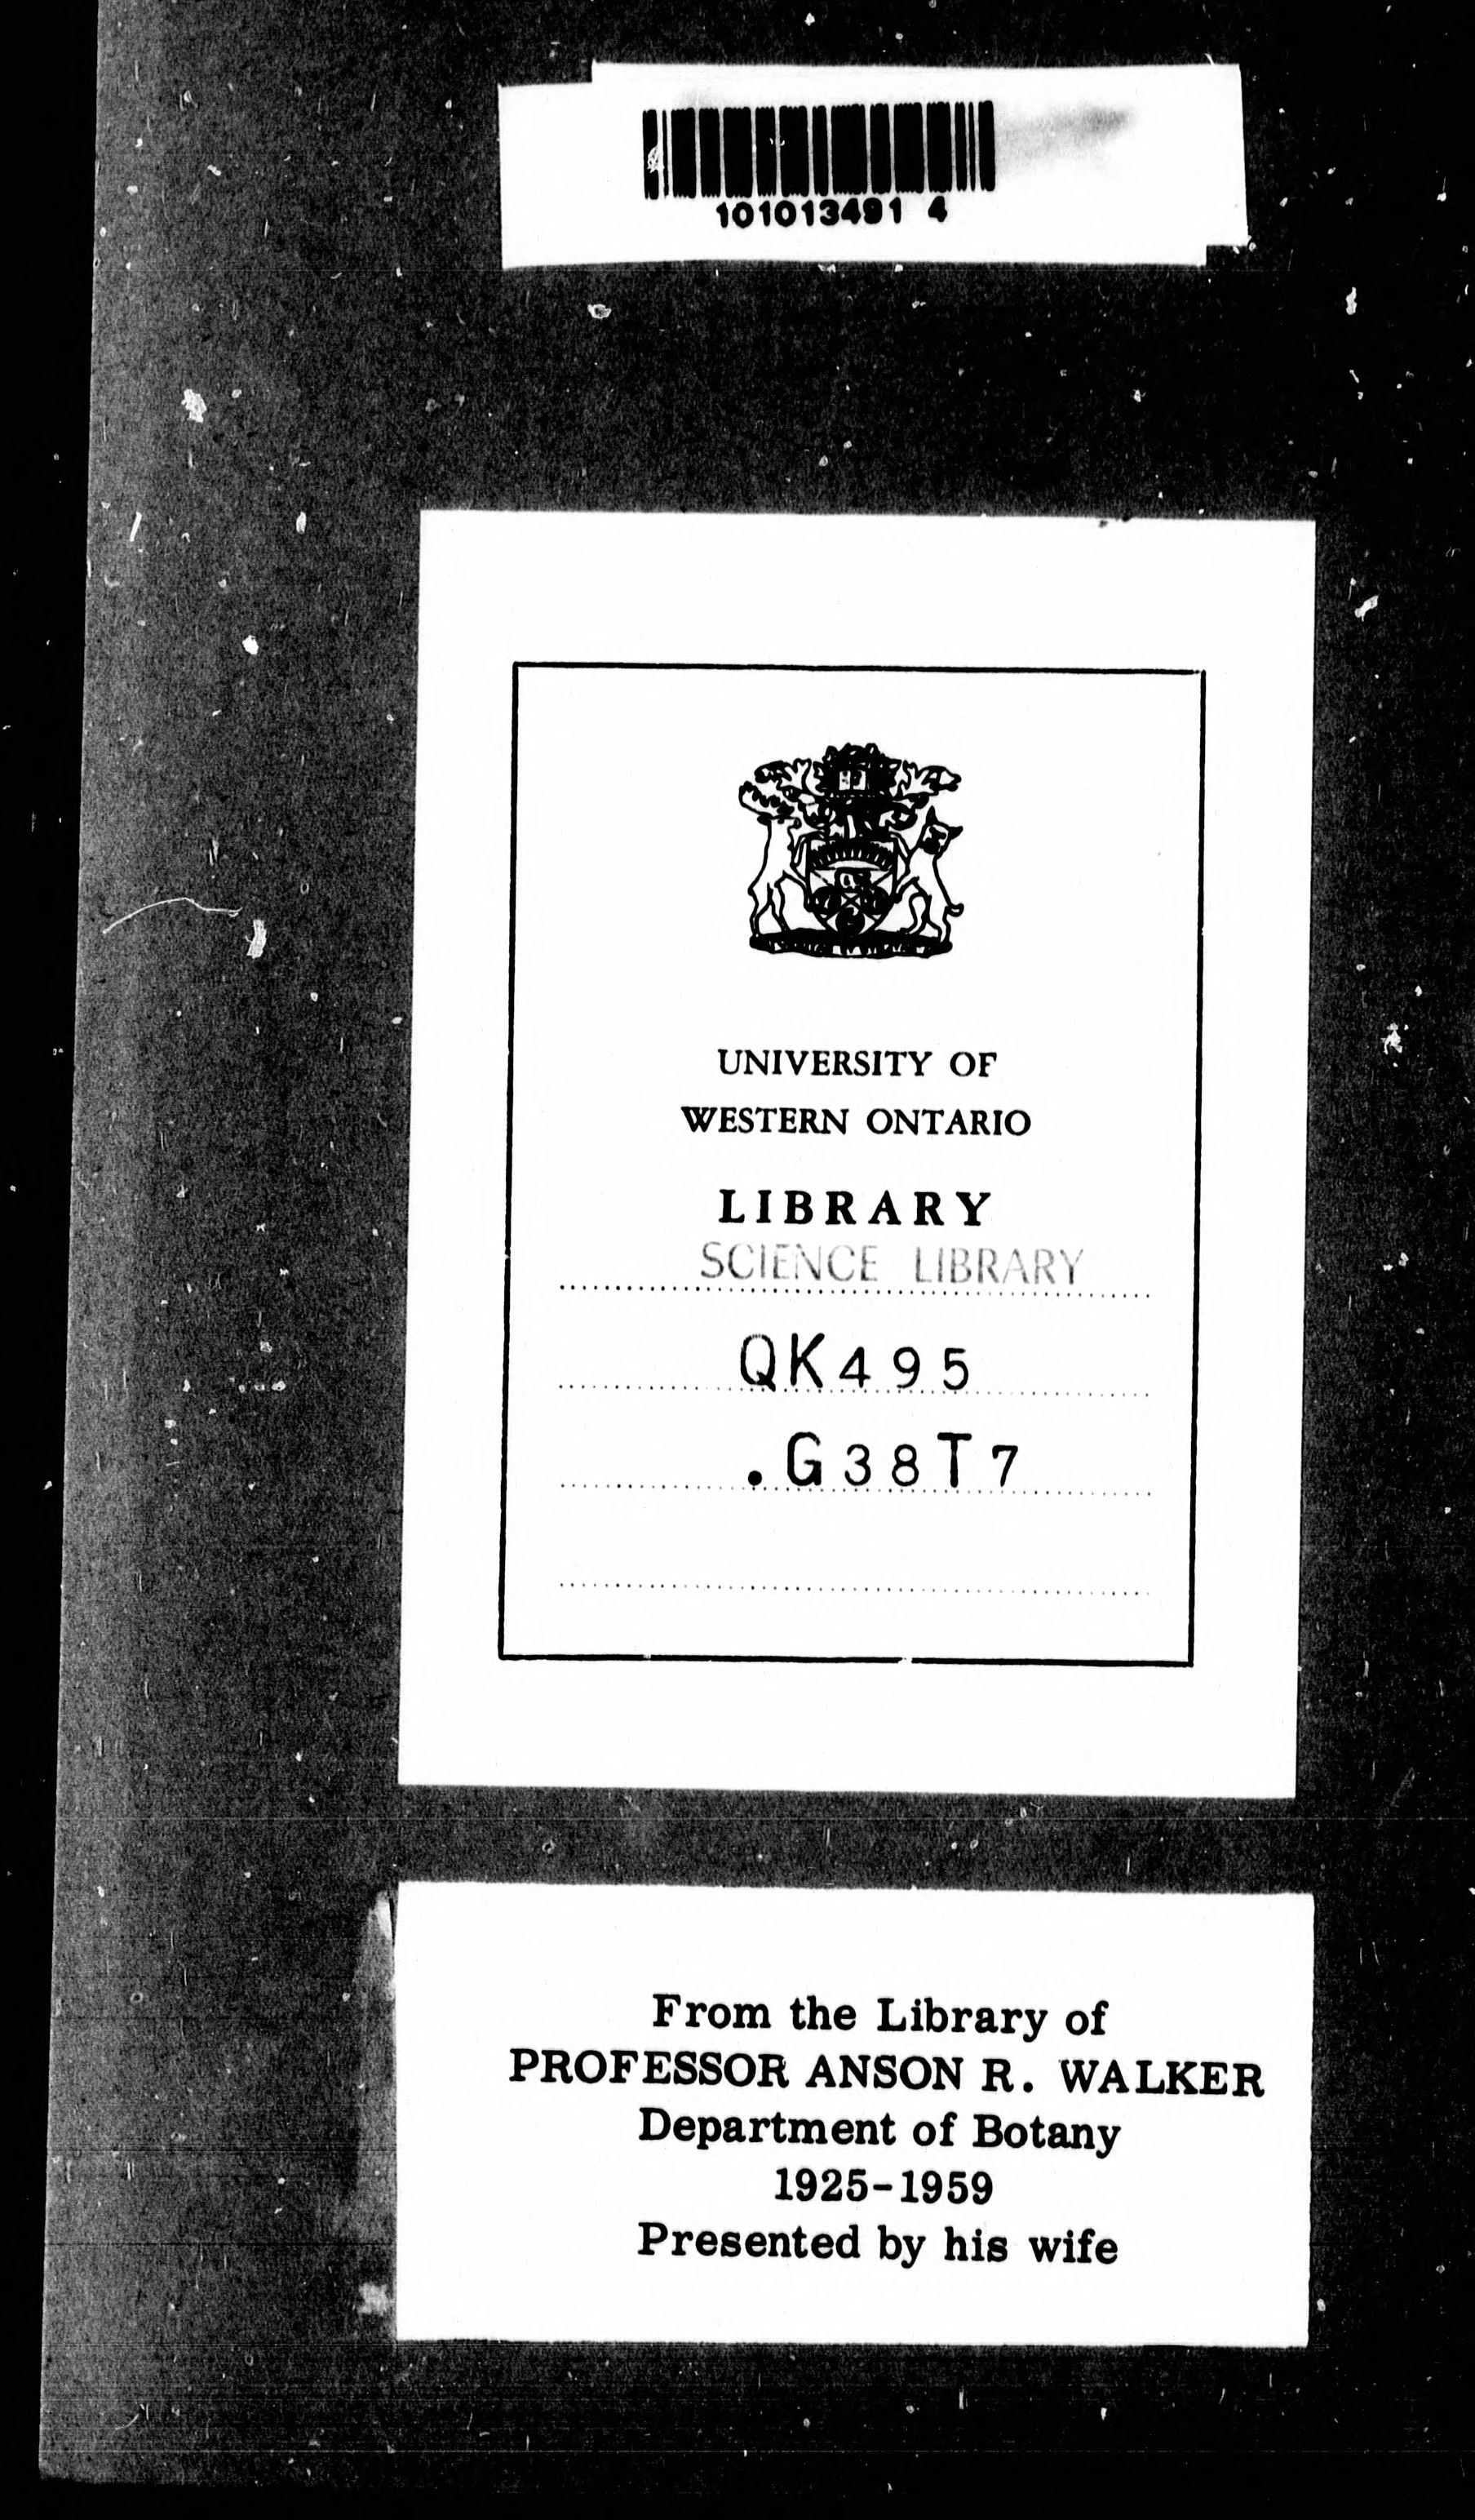 101013491 4
UNIVERSITY OF
WESTERN ONTARIO
LIBRARY
SCIENCE LIBRARY
QK495
.G38T7
From the Library of
PROFESSOR ANSON R. WALKER
Department of Botany
1925-1959
Presented by his wife